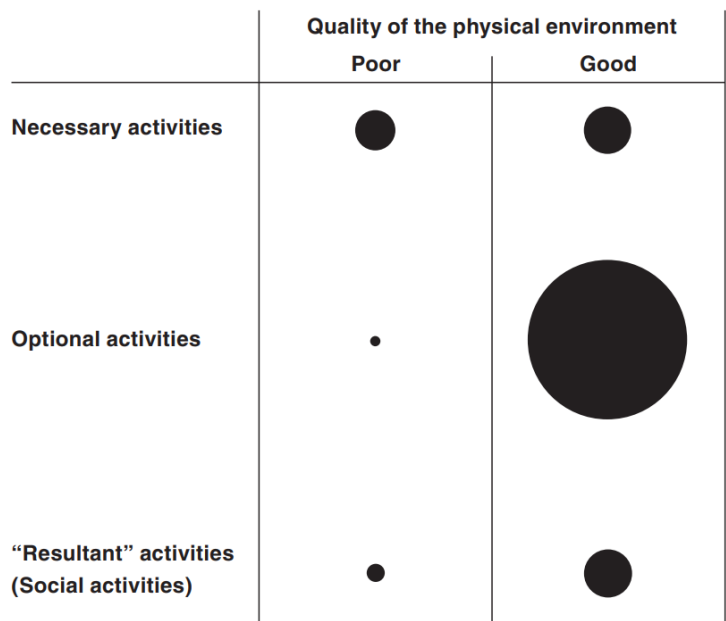 Quality of the physical environment
Poor
Good
Necessary activities
Optional activities
“Resultant” activities
(Social activities)